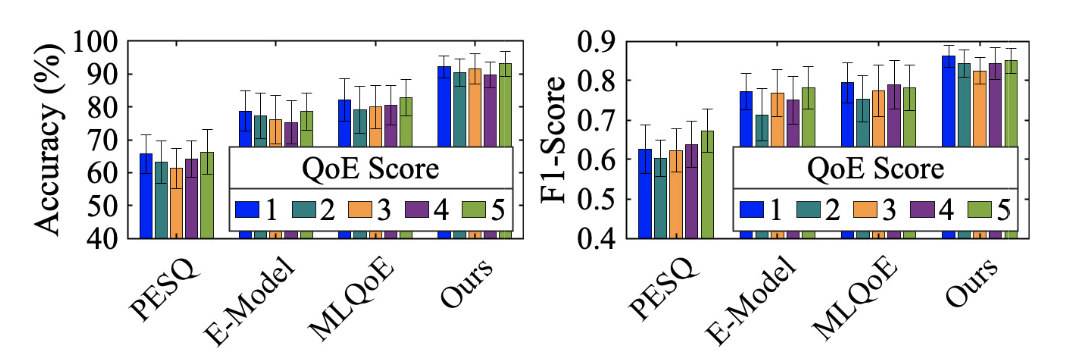 Accuracy (%)
100
90
80
70
60
50
40
QoE Score
1 2 3 4 5
PESQ
E-Model
MLQoE
Ours
F1-Score
0.9
0.8
0.7
0.6
0.5
0.4
QoE Score
1 2 3 4 5
PESQ
E-Model
MLQoE
Ours